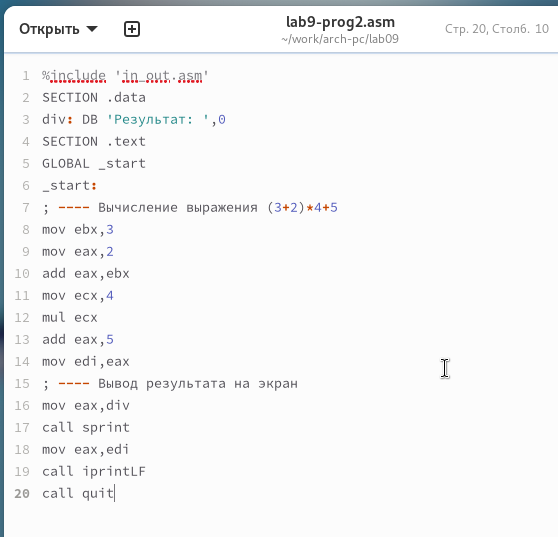 Открыть
lab9-prog2.asm
~/work/arch-pc/lab09
Стр. 20, Столб. 10
1 %include 'in_out.asm'
2 SECTION .data
3 div: DB 'Результат: ',0
4 SECTION .text
5 GLOBAL _start
6 _start:
7 ; ---- Вычисление выражения (3+2)*4+5
8 mov ebx,3
9 mov eax,2
10 add eax,ebx
11 mov ecx,4
12 mul ecx
13 add eax,5
14 mov edi,eax
15 ; ---- Вывод результата на экран
16 mov eax,div
17 call sprint
18 mov eax,edi
19 call iprintLF
20 call quit